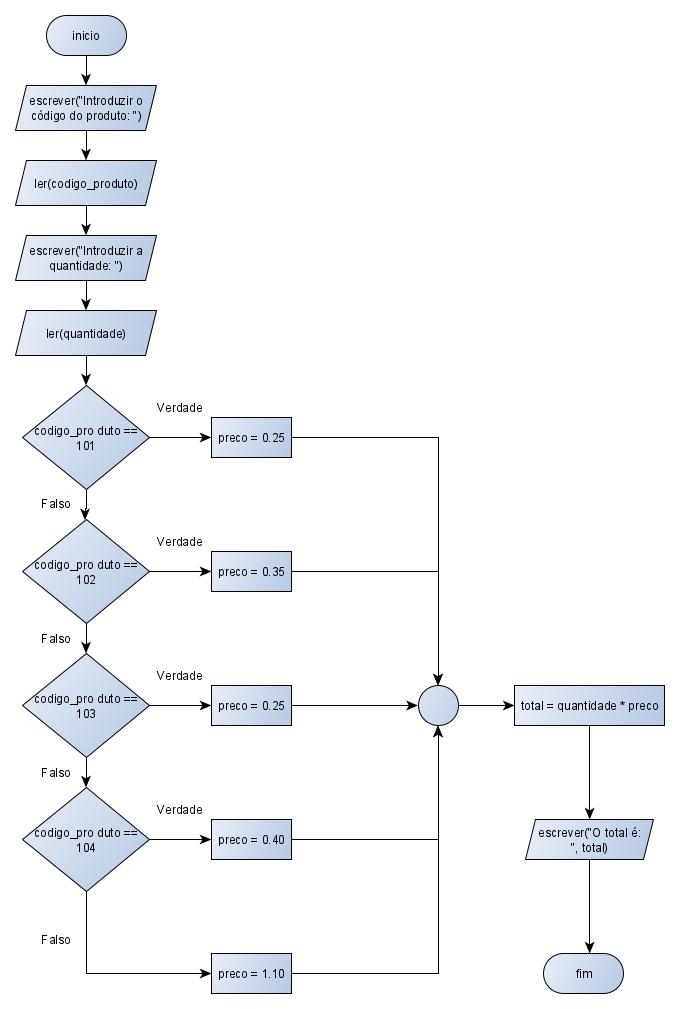 inicio
escrever("Introduzir o
código do produto: ")
ler(codigo_produto)
escrever("Introduzir a
quantidade: ")
ler(quantidade)
codigo_pro duto ==
101
Verdade
preco = 0.25
Falso
codigo_pro duto ==
102
Verdade
preco = 0.35
Falso
codigo_pro duto ==
103
Verdade
preco = 0.25
total = quantidade * preco
Falso
codigo_pro duto ==
104
Verdade
preco = 0.40
escrever("O total é:
", total)
Falso
preco = 1.10
fim